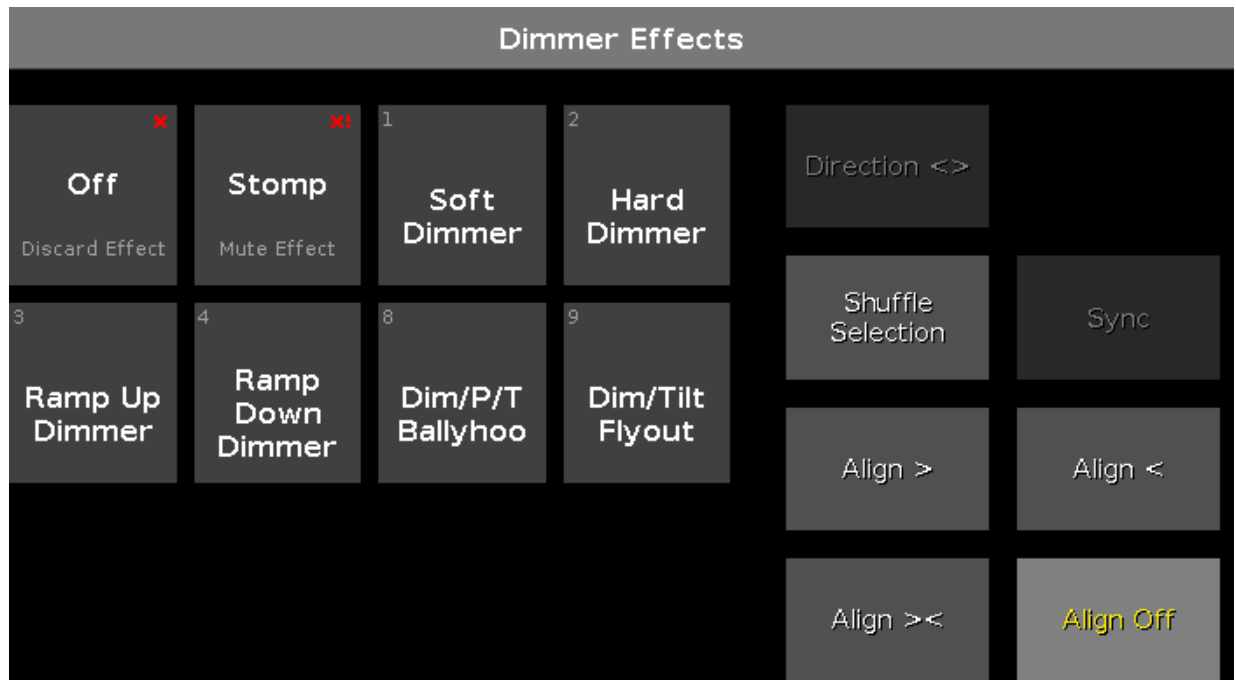 Dimmer Effects
×
Off
Discard Effect
×!
Stomp
Mute Effect
1
Soft
Dimmer
2
Hard
Dimmer
Direction <>
3
Ramp Up
Dimmer
4
Ramp
Down
Dimmer
8
Dim/P/T
Ballyhoo
9
Dim/Tilt
Flyout
Shuffle
Selection
Sync
Align >
Align <
Align ><
Align Off